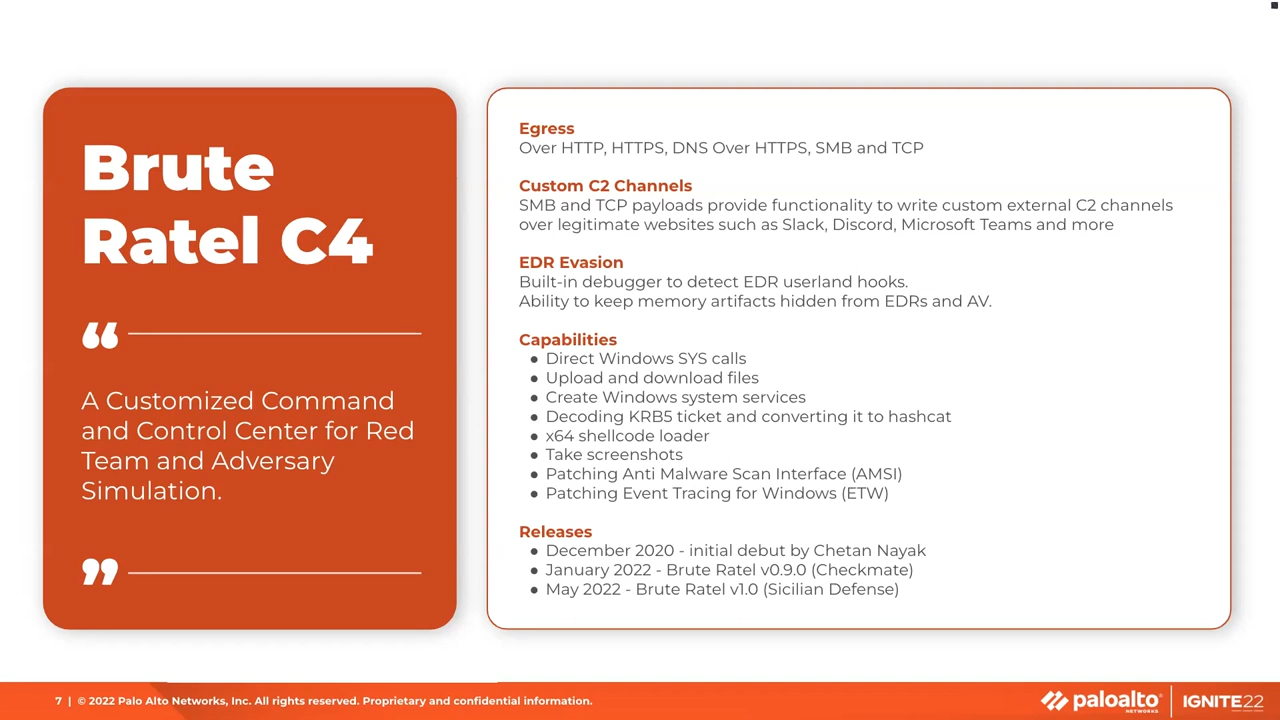 Brute
Ratel C4
“
A Customized Command
and Control Center for Red
Team and Adversary
Simulation.
”
Egress
Over HTTP, HTTPS, DNS Over HTTPS, SMB and TCP
Custom C2 Channels
SMB and TCP payloads provide functionality to write custom external C2 channels
over legitimate websites such as Slack, Discord, Microsoft Teams and more
EDR Evasion
Built-in debugger to detect EDR userland hooks.
Ability to keep memory artifacts hidden from EDRs and AV.
Capabilities
● Direct Windows SYS calls
● Upload and download files
● Create Windows system services
● Decoding KRB5 ticket and converting it to hashcat
● x64 shellcode loader
● Take screenshots
● Patching Anti Malware Scan Interface (AMSI)
● Patching Event Tracing for Windows (ETW)
Releases
● December 2020 - initial debut by Chetan Nayak
● January 2022 - Brute Ratel v0.9.0 (Checkmate)
● May 2022 - Brute Ratel v1.0 (Sicilian Defense)
7 | © 2022 Palo Alto Networks, Inc. All rights reserved. Proprietary and confidential information.
paloalto
NETWORKS
IGNITE22